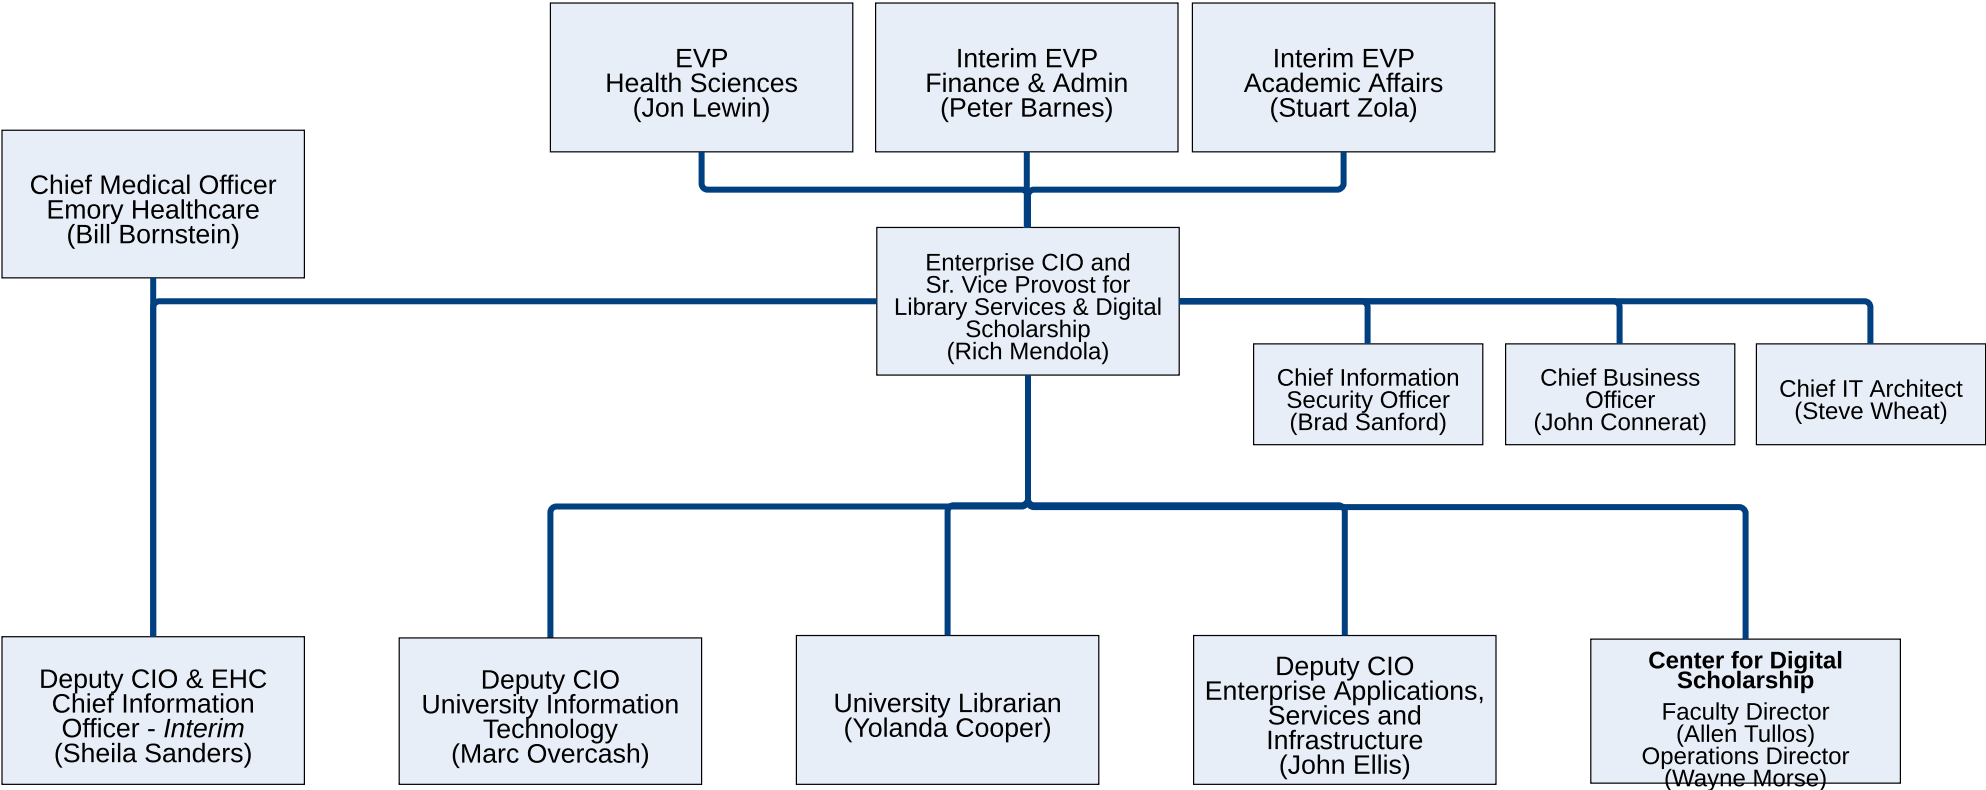 EVP
Health Sciences
(Jon Lewin)
Interim EVP
Finance & Admin
(Peter Barnes)
Interim EVP
Academic Affairs
(Stuart Zola)
Chief Medical Officer
Emory Healthcare
(Bill Bornstein)
Enterprise CIO and
Sr. Vice Provost for
Library Services & Digital
Scholarship
(Rich Mendola)
Chief Information
Security Officer
(Brad Sanford)
Chief Business
Officer
(John Connerat)
Chief IT Architect
(Steve Wheat)
Deputy CIO & EHC
Chief Information
Officer - Interim
(Sheila Sanders)
Deputy CIO
University Information
Technology
(Marc Overcash)
University Librarian
(Yolanda Cooper)
Deputy CIO
Enterprise Applications,
Services and
Infrastructure
(John Ellis)
Center for Digital
Scholarship
Faculty Director
(Allen Tullos)
Operations Director
(Wayne Morse)